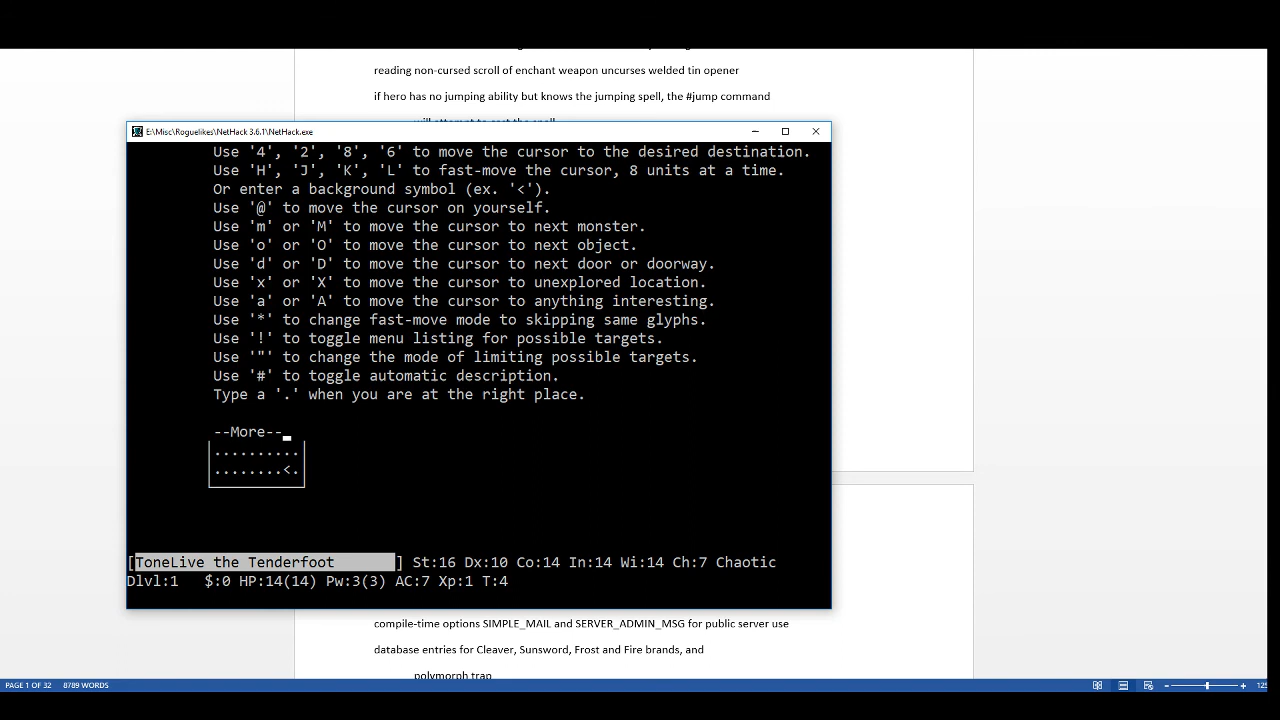 reading non-cursed scroll of enchant weapon uncurses welded tin opener
if hero has no jumping ability but knows the jumping spell, the #jump command
E:\Misc\Roguelikes\NetHack 3.6.1\NetHack.exe
Use '4', '2', '8', '6' to move the cursor to the desired destination.
Use 'H', 'J', 'K', 'L' to fast-move the cursor, 8 units at a time.
Or enter a background symbol (ex. '<').
Use '@' to move the cursor on yourself.
Use 'm' or 'M' to move the cursor to next monster.
Use 'o' or 'O' to move the cursor to next object.
Use 'd' or 'D' to move the cursor to next door or doorway.
Use 'x' or 'X' to move the cursor to unexplored location.
Use 'a' or 'A' to move the cursor to anything interesting.
Use '*' to change fast-move mode to skipping same glyphs.
Use '!' to toggle menu listing for possible targets.
Use '"' to change the mode of limiting possible targets.
Use '#' to toggle automatic description.
Type a '.' when you are at the right place.
--More--
|..........|
|........<.|
[ToneLive the Tenderfoot ] St:16 Dx:10 Co:14 In:14 Wi:14 Ch:7 Chaotic
Dlvl:1 $:0 HP:14(14) Pw:3(3) AC:7 Xp:1 T:4
compile-time options SIMPLE_MAIL and SERVER_ADMIN_MSG for public server use
database entries for Cleaver, Sunsword, Frost and Fire brands, and
polymorph trap
PAGE 1 OF 32 8789 WORDS